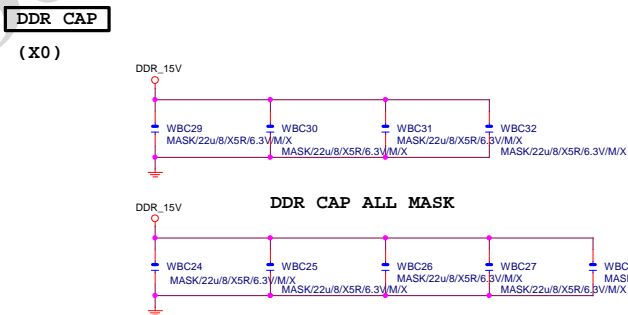 DDR CAP
(X0)
DDR_15V
WBC29
MASK/22u/8/X5R/6.3V/M/X
WBC30
MASK/22u/8/X5R/6.3V/M/X
WBC31
MASK/22u/8/X5R/6.3V/M/X
WBC32
MASK/22u/8/X5R/6.3V/M/X
DDR CAP ALL MASK
DDR_15V
WBC24
MASK/22u/8/X5R/6.3V/M/X
WBC25
MASK/22u/8/X5R/6.3V/M/X
WBC26
MASK/22u/8/X5R/6.3V/M/X
WBC27
MASK/22u/8/X5R/6.3V/M/X